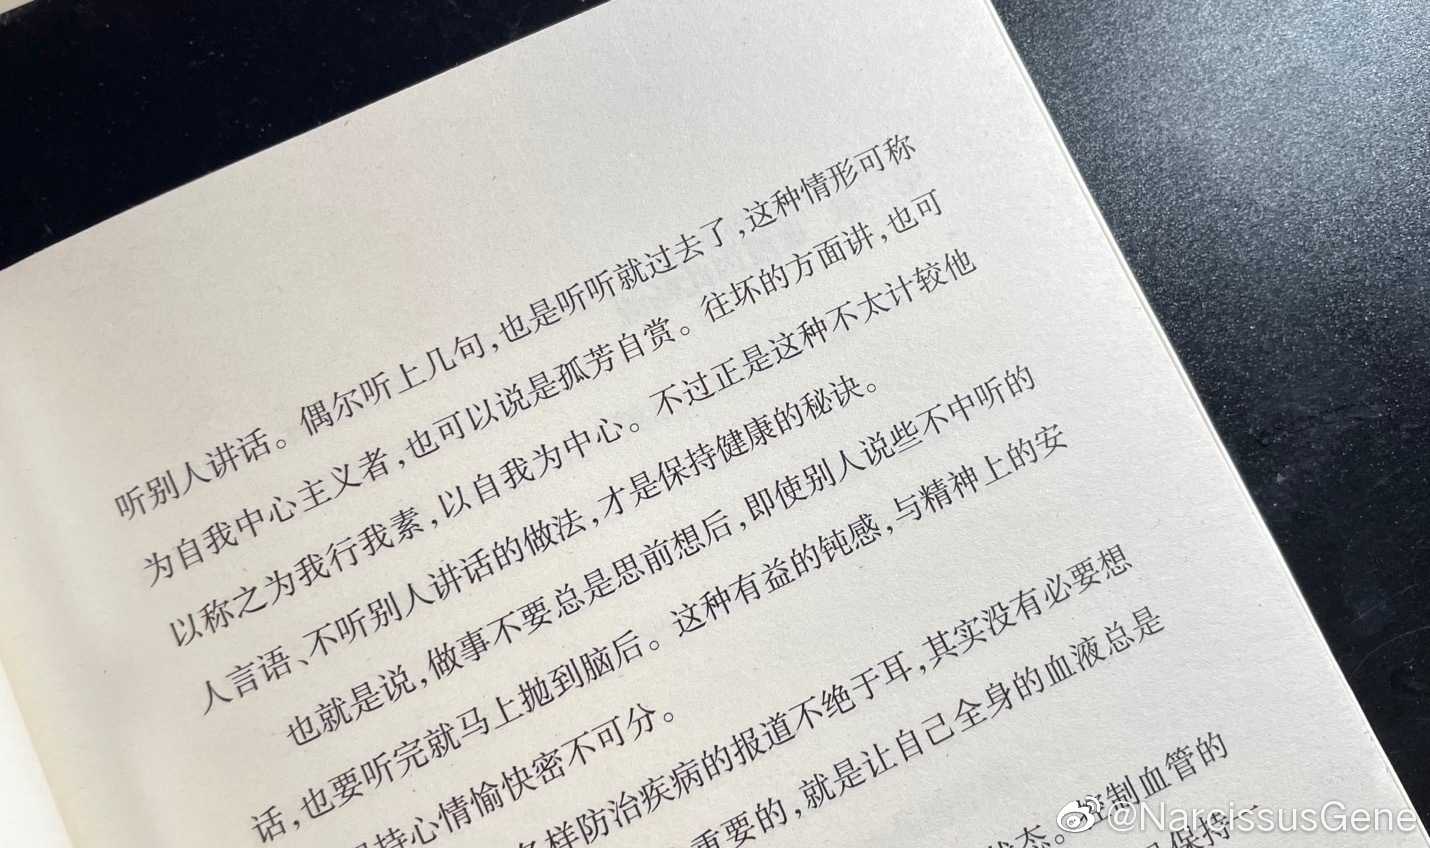 听别人讲话。偶尔听上几句，也是听听就过去了，这种情形可称
为自我中心主义者，也可以说是孤芳自赏。往坏的方面讲，也可
以称之为我行我素，以自我为中心。不过正是这种不太计较他
人言语、不听别人讲话的做法，才是保持健康的秘诀。
也就是说，做事不要总是思前想后，即使别人说些不中听的
话，也要听完就马上抛到脑后。这种有益的钝感，与精神上的安
持心情愉快密不可分。
样防治疾病的报道不绝于耳，其实没有必要想
重要的，就是让自己全身的血液总是
状态。控制血管的
保持一
@NarcissusGene